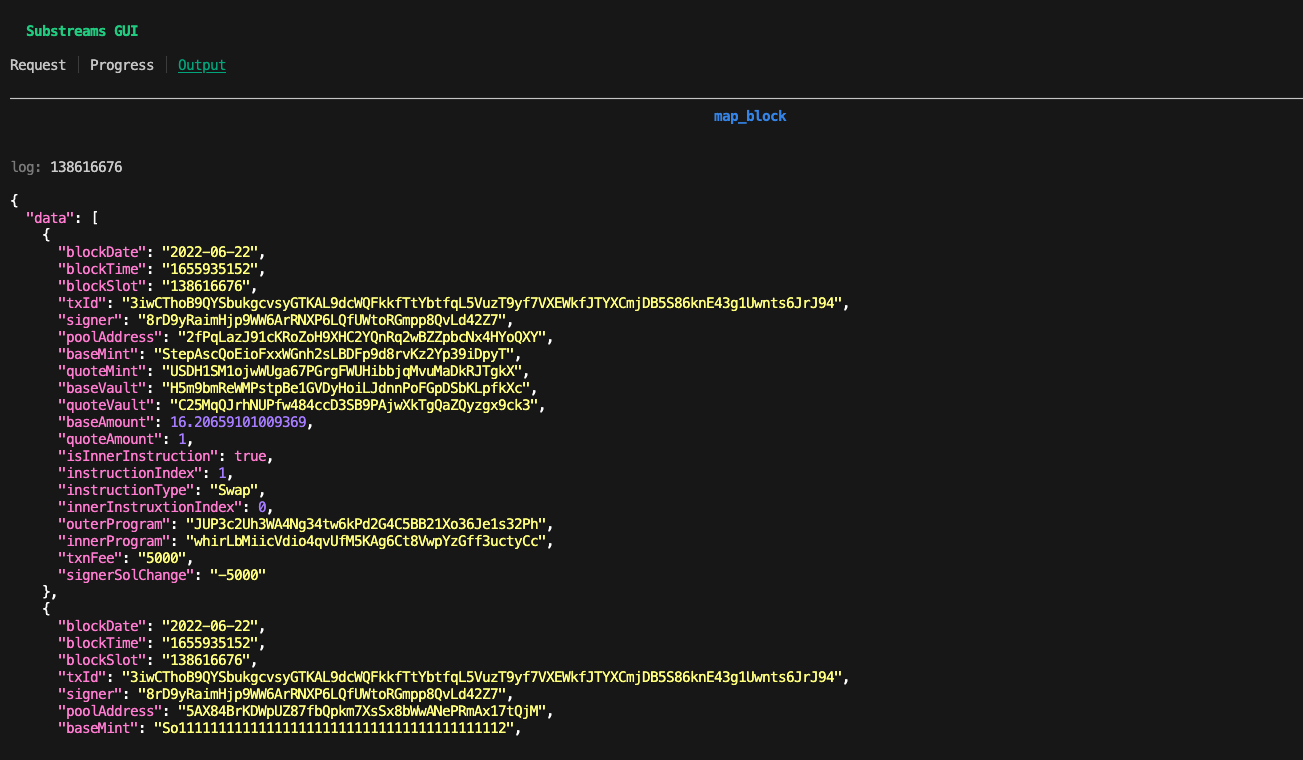 Substreams GUI
Request | Progress | Output
map_block
log: 138616676
{
  "data": [
    {
      "blockDate": "2022-06-22",
      "blockTime": "1655935152",
      "blockSlot": "138616676",
      "txId": "3iwCThoB9QYSbukgcvsyGTKAL9dcWQFkkfTtYbtfqL5VuzT9yf7VXEWkfJTYXCmjDB5S86knE43g1Uwnts6JrJ94",
      "signer": "8rD9yRaimHjp9WW6ArRNXP6LQfUWtoRGmpp8QvLd42Z7",
      "poolAddress": "2fPqLazJ91cKRoZoH9XHC2YQnRq2wBZZpbcNx4HYoQXY",
      "baseMint": "StepAscQoEioFxxWGnh2sLBDFp9d8rvKz2Yp39iDpyT",
      "quoteMint": "USDH1SM1ojwWUga67PGrgFWUHibbjqMvuMaDkRJTgkX",
      "baseVault": "H5m9bmReWMPstpBe1GVDyHoiLJdnnPoFGpDSbKLpfkXc",
      "quoteVault": "C25MqQJrhNUPfw484ccD3SB9PAjwXkTgQaZQyzgx9ck3",
      "baseAmount": 16.20659101009369,
      "quoteAmount": 1,
      "isInnerInstruction": true,
      "instructionIndex": 1,
      "instructionType": "Swap",
      "innerInstruxtionIndex": 0,
      "outerProgram": "JUP3c2Uh3WA4Ng34tw6kPd2G4C5BB21Xo36Je1s32Ph",
      "innerProgram": "whirLbMiicVdio4qvUfM5KAg6Ct8VwpYzGff3uctyCc",
      "txnFee": "5000",
      "signerSolChange": "-5000"
    },
    {
      "blockDate": "2022-06-22",
      "blockTime": "1655935152",
      "blockSlot": "138616676",
      "txId": "3iwCThoB9QYSbukgcvsyGTKAL9dcWQFkkfTtYbtfqL5VuzT9yf7VXEWkfJTYXCmjDB5S86knE43g1Uwnts6JrJ94",
      "signer": "8rD9yRaimHjp9WW6ArRNXP6LQfUWtoRGmpp8QvLd42Z7",
      "poolAddress": "5AX84BrKDWpUZ87fbQpkm7XsSx8bWwANePRmAx17tQjM",
      "baseMint": "So11111111111111111111111111111111111111112",